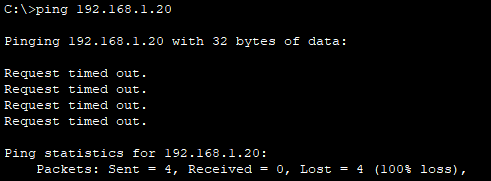 C:\>ping 192.168.1.20
Pinging 192.168.1.20 with 32 bytes of data:
Request timed out.
Request timed out.
Request timed out.
Request timed out.
Ping statistics for 192.168.1.20:
    Packets: Sent = 4, Received = 0, Lost = 4 (100% loss),